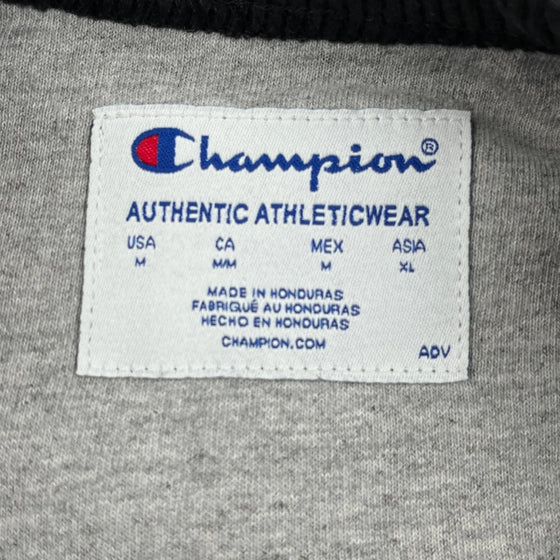 Champion®
AUTHENTIC ATHLETICWEAR
USA CA MEX ASIA
M M/M M XL
MADE IN HONDURAS
FABRIQUÉ AU HONDURAS
HECHO EN HONDURAS
CHAMPION.COM
ADV